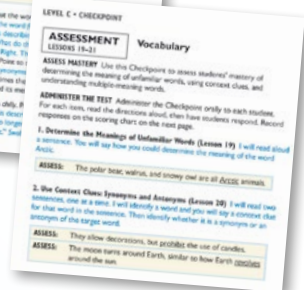 LEVEL C • CHECKPOINT
ASSESSMENT
LESSONS 19–21
Vocabulary
ASSESS MASTERY Use this Checkpoint to assess students' mastery of
determining the meaning of unfamiliar words, using context clues, and
understanding multiple-meaning words.
ADMINISTER THE TEST Administer the Checkpoint orally to each student.
For each item, read the directions aloud, then have students respond. Record
responses on the scoring chart on the next page.
1. Determine the Meanings of Unfamiliar Words (Lesson 19) I will read aloud
a sentence. You will say how you could determine the meaning of the word
Arctic.
ASSESS: The polar bear, walrus, and snowy owl are all Arctic animals.
2. Use Context Clues: Synonyms and Antonyms (Lesson 20) I will read two
sentences, one at a time. I will identify a word and you will say a context clue
for that word in the sentence. Then identify whether it is a synonym or an
antonym of the target word.
ASSESS: They allow decorations, but prohibit the use of candles.
ASSESS: The moon turns around Earth, similar to how Earth revolves
around the sun.